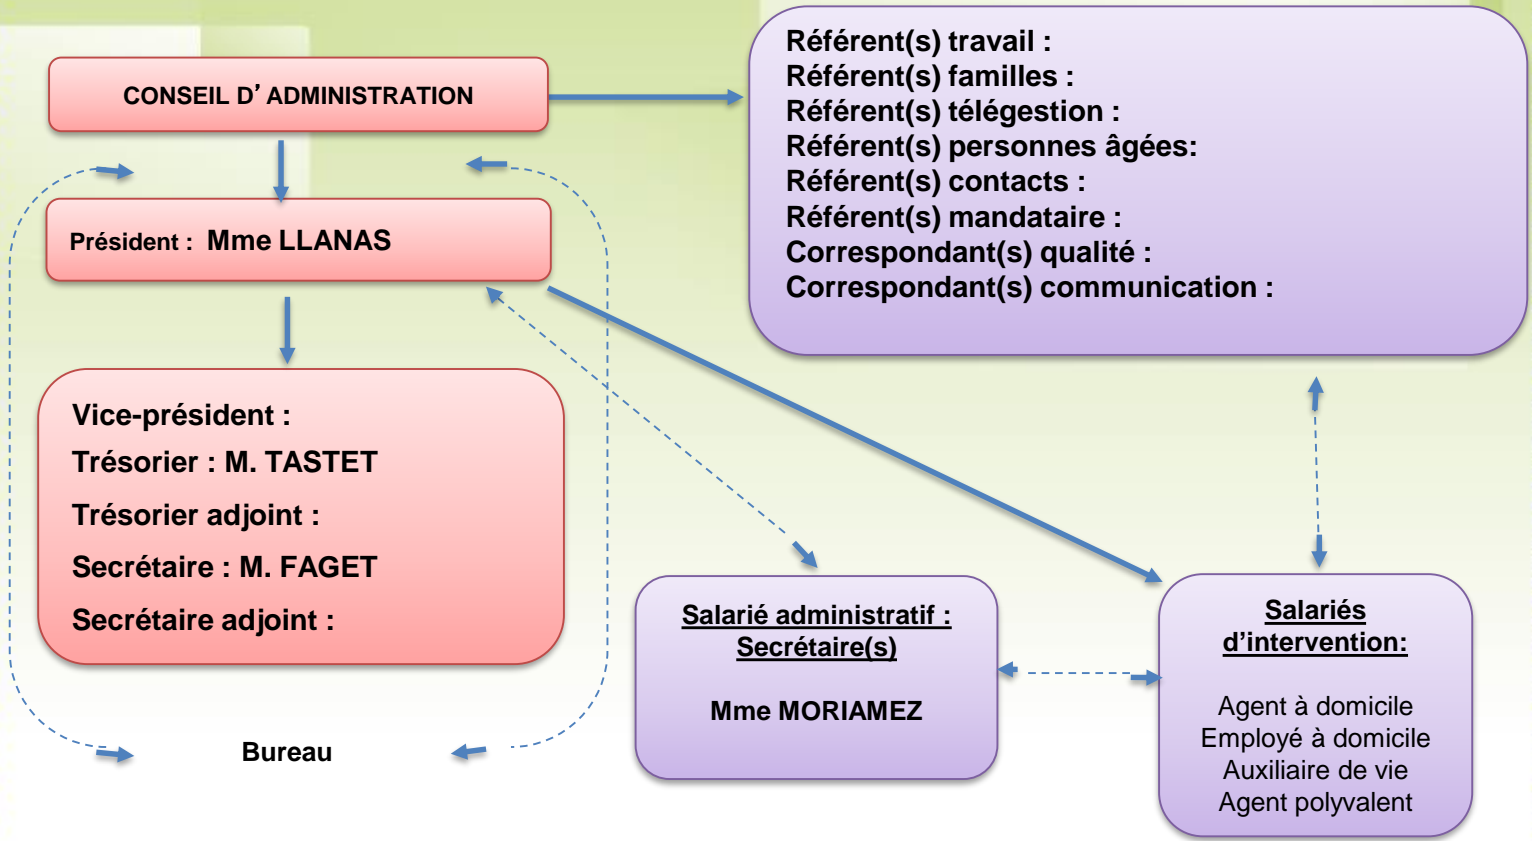 CONSEIL D’ ADMINISTRATION
Référent(s) travail :
Référent(s) familles :
Référent(s) télégestion :
Référent(s) personnes âgées:
Référent(s) contacts :
Référent(s) mandataire :
Correspondant(s) qualité :
Correspondant(s) communication :
Président : Mme LLANAS
Vice-président :
Trésorier : M. TASTET
Trésorier adjoint :
Secrétaire : M. FAGET
Secrétaire adjoint :
Bureau
Salarié administratif :
Secrétaire(s)
Mme MORIAMEZ
Salariés
d’intervention:
Agent à domicile
Employé à domicile
Auxiliaire de vie
Agent polyvalent